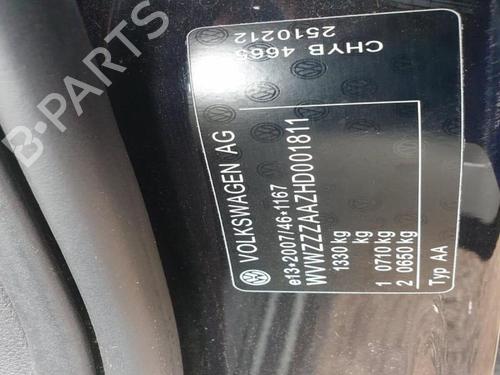 VOLKSWAGEN AG
e13*2007/46*1167
WVWZZZAAZHD001811
1330 kg
kg
1 0710 kg
2 0650 kg
Typ AA
CHYB 4665
2510212
B-PARTS